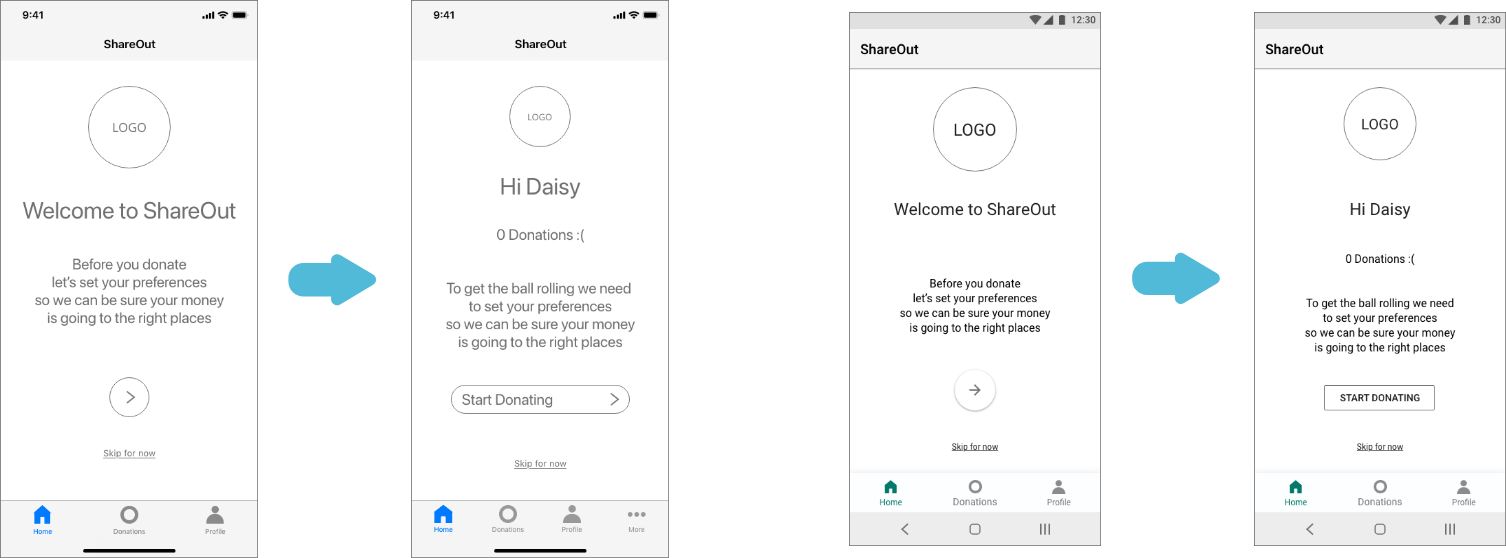 9:41
ShareOut
LOGO
Welcome to ShareOut
Before you donate
let's set your preferences
so we can be sure your money
is going to the right places
Skip for now
Home
Donations
Profile
9:41
ShareOut
LOGO
Hi Daisy
0 Donations :(
To get the ball rolling we need
to set your preferences
so we can be sure your money
is going to the right places
Start Donating
Skip for now
Home
Donations
Profile
More
12:30
ShareOut
LOGO
Welcome to ShareOut
Before you donate
let's set your preferences
so we can be sure your money
is going to the right places
Skip for now
Home
Donations
Profile
12:30
ShareOut
LOGO
Hi Daisy
0 Donations :(
To get the ball rolling we need
to set your preferences
so we can be sure your money
is going to the right places
START DONATING
Skip for now
Home
Donations
Profile